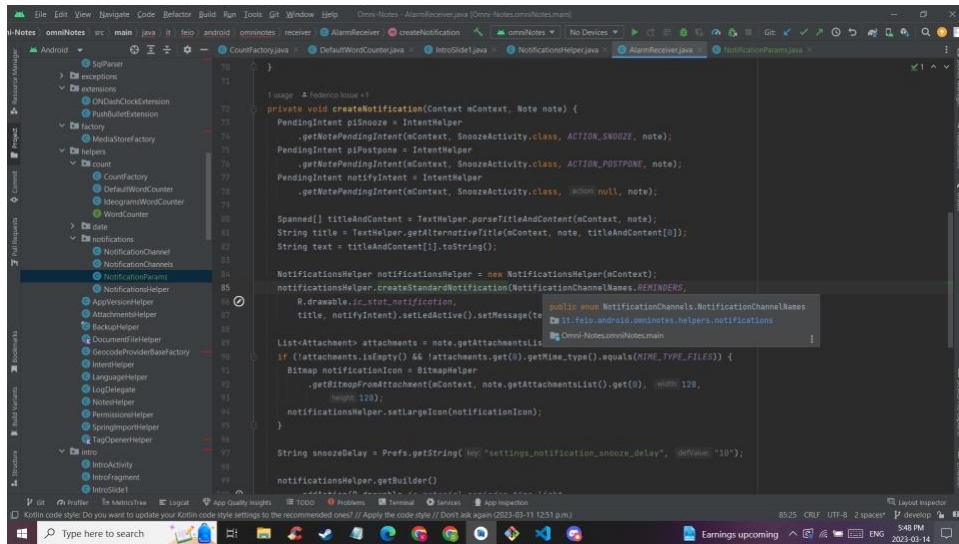 File Edit View Navigate Code Refactor Build Run Tools Git Window Help Omni-Notes - AlarmReceiver.java [Omni-Notes.omniNotes.main]
ni-Notes omniNotes src main java it feio android omninotes receiver AlarmReceiver createNotification omniNotes No Devices Git:
Android CountFactory.java DefaultWordCounter.java IntroSlide1.java NotificationHelper.java AlarmReceiver.java NotificationParams.java
Resource Manager
Project
Commit
Pull Requests
Bookmarks
Build Variants
Structure
SqlParser
exceptions
extensions
ONDashClockExtension
PushBulletExtension
factory
MediaStoreFactory
helpers
count
CountFactory
DefaultWordCounter
IdeogramsWordCounter
WordCounter
date
notifications
NotificationChannel
NotificationChannels
NotificationParams
NotificationsHelper
AppVersionHelper
AttachmentsHelper
BackupHelper
DocumentFileHelper
GeocodeProviderBaseFactory
IntentHelper
LanguageHelper
LogDelegate
NotesHelper
PermissionsHelper
SpringImportHelper
TagOpenerHelper
intro
IntroActivity
IntroFragment
IntroSlide1
70 }
71
1 usage Federico Iosue +1
72 private void createNotification(Context mContext, Note note) {
73 PendingIntent piSnooze = IntentHelper
74 .getNotePendingIntent(mContext, SnoozeActivity.class, ACTION_SNOOZE, note);
75 PendingIntent piPostpone = IntentHelper
76 .getNotePendingIntent(mContext, SnoozeActivity.class, ACTION_POSTPONE, note);
77 PendingIntent notifyIntent = IntentHelper
78 .getNotePendingIntent(mContext, SnoozeActivity.class, action: null, note);
79
80 Spanned[] titleAndContent = TextHelper.parseTitleAndContent(mContext, note);
81 String title = TextHelper.getAlternativeTitle(mContext, note, titleAndContent[0]);
82 String text = titleAndContent[1].toString();
83
84 NotificationsHelper notificationsHelper = new NotificationsHelper(mContext);
85 notificationsHelper.createStandardNotification(NotificationChannelNames.REMINDERS,
86 R.drawable.ic_stat_notification,
87 title, notifyIntent).setLedActive().setMessage(te
public enum NotificationChannels.NotificationChannelNames
it.feio.android.omninotes.helpers.notifications
Omni-Notes.omniNotes.main
88
89 List<Attachment> attachments = note.getAttachmentsLis
90 if (!attachments.isEmpty() && !attachments.get(0).getMime_type().equals(MIME_TYPE_FILES)) {
91 Bitmap notificationIcon = BitmapHelper
92 .getBitmapFromAttachment(mContext, note.getAttachmentsList().get(0), width: 128,
93 height: 128);
94 notificationsHelper.setLargeIcon(notificationIcon);
95 }
96
97 String snoozeDelay = Prefs.getString( key: "settings_notification_snooze_delay", defValue: "10");
98
99 notificationsHelper.getBuilder()
1
Git Profiler MetricsTree Logcat App Quality Insights TODO Problems Terminal Services App Inspection Layout Inspector
Kotlin code style: Do you want to update your Kotlin code style settings to the recommended ones? // Apply the code style // Don't ask again (2023-03-11 12:51 p.m.) 85:25 CRLF UTF-8 2 spaces* develop
Type here to search Earnings upcoming ENG 5:48 PM
2023-03-14